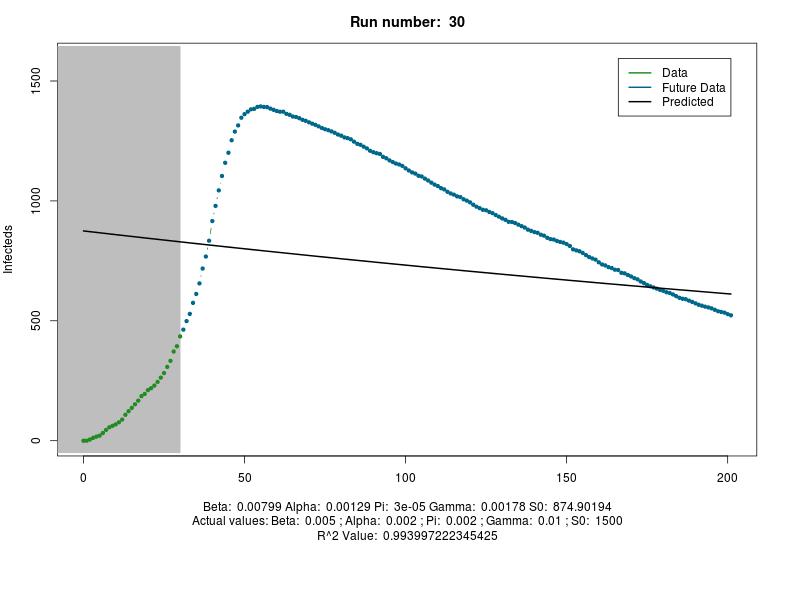 Run number: 30
Infecteds
1500
1000
500
0
Data
Future Data
Predicted
0
50
100
150
200
Beta: 0.00799 Alpha: 0.00129 Pi: 3e-05 Gamma: 0.00178 S0: 874.90194
Actual values: Beta: 0.005 ; Alpha: 0.002 ; Pi: 0.002 ; Gamma: 0.01 ; S0: 1500
R^2 Value: 0.993997222345425